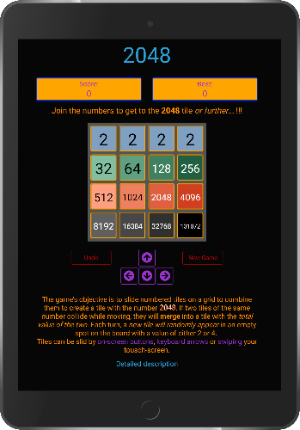 2048
Score
Best
0
0
Join the numbers to get to the 2048 tile or further... !!!
2 2 2 2
32 64 128 256
512 1024 2048 4096
8192 16384 32768 131072
Undo
New Game
The game's objective is to slide numbered tiles on a grid to combine
them to create a tile with the number 2048. If two tiles of the same
number collide while moving, they will merge into a tile with the total
value of the two. Each turn, a new tile will randomly appear in an empty
spot on the board with a value of either 2 or 4.
Tiles can be slid by on-screen buttons, keyboard arrows or swiping your
touch-screen.
Detailed description